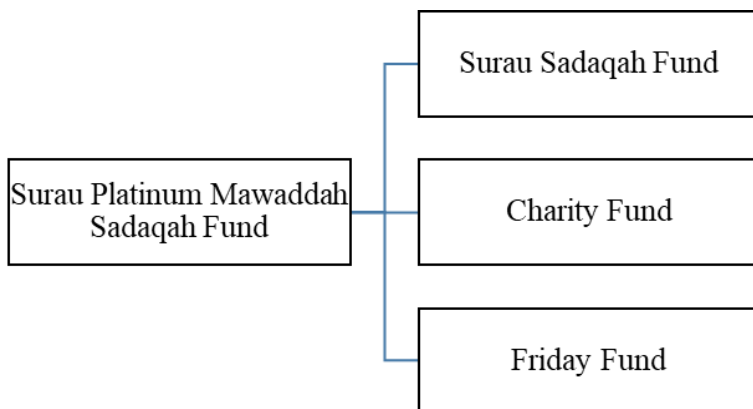 Surau Sadaqah Fund
Surau Platinum Mawaddah
Sadaqah Fund
Charity Fund
Friday Fund